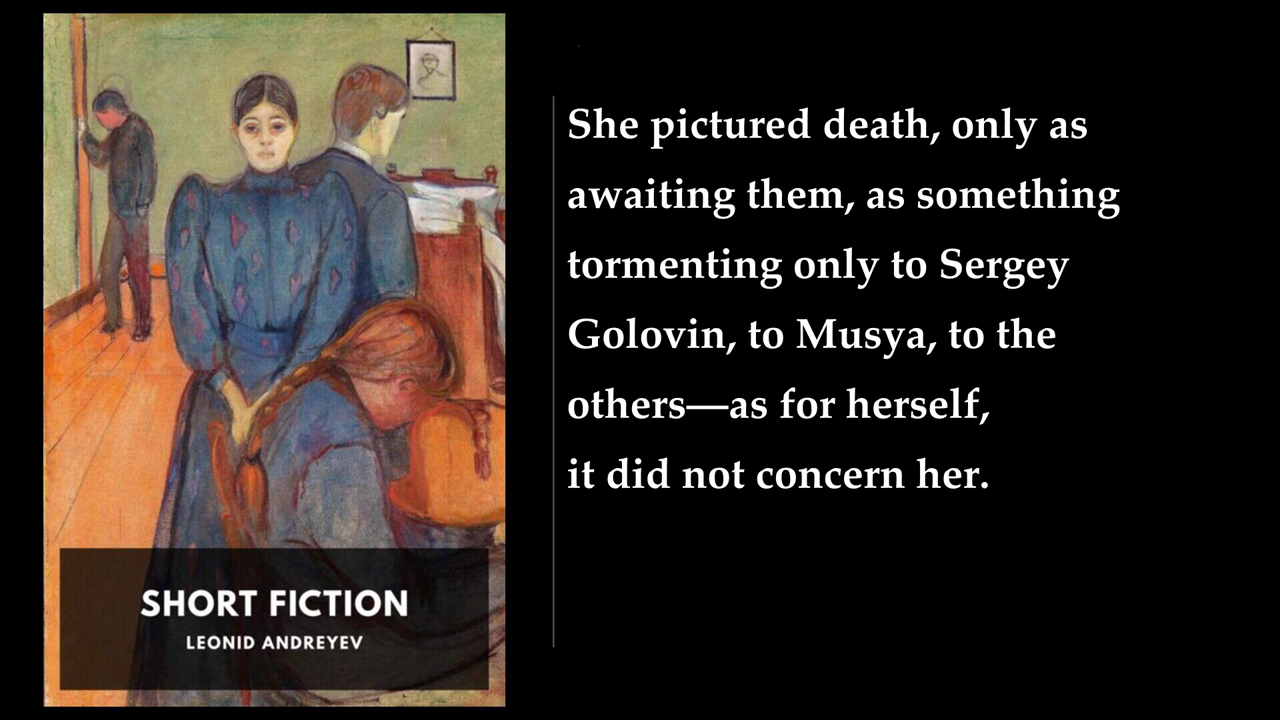 SHORT FICTION
LEONID ANDREYEV
She pictured death, only as
awaiting them, as something
tormenting only to Sergey
Golovin, to Musya, to the
others—as for herself,
it did not concern her.